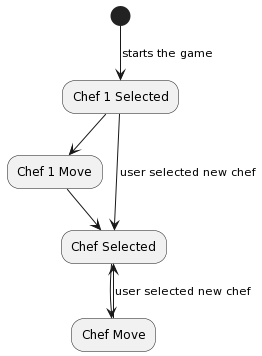 starts the game
Chef 1 Selected
Chef 1 Move
user selected new chef
Chef Selected
user selected new chef
Chef Move